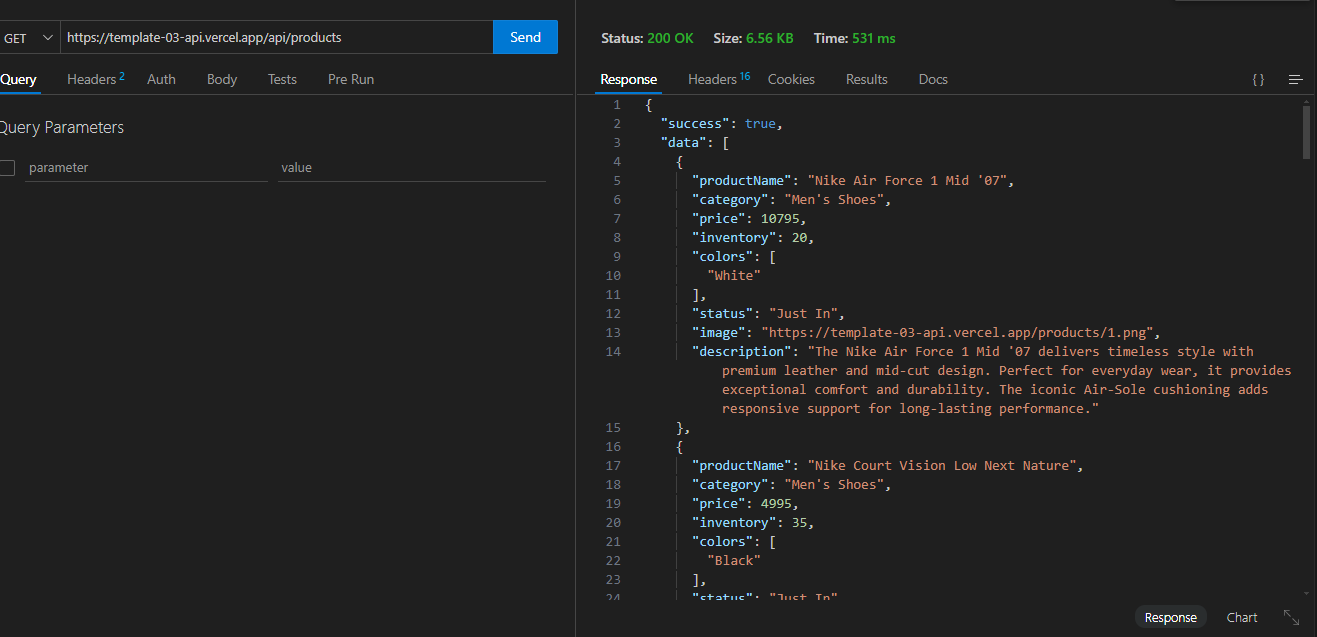 GET https://template-03-api.vercel.app/api/products Send
Query Headers 2 Auth Body Tests Pre Run
Query Parameters
parameter value
Status: 200 OK Size: 6.56 KB Time: 531 ms
Response Headers 16 Cookies Results Docs { }
1 {
2 "success": true,
3 "data": [
4 {
5 "productName": "Nike Air Force 1 Mid '07",
6 "category": "Men's Shoes",
7 "price": 10795,
8 "inventory": 20,
9 "colors": [
10 "White"
11 ],
12 "status": "Just In",
13 "image": "https://template-03-api.vercel.app/products/1.png",
14 "description": "The Nike Air Force 1 Mid '07 delivers timeless style with
premium leather and mid-cut design. Perfect for everyday wear, it provides
exceptional comfort and durability. The iconic Air-Sole cushioning adds
responsive support for long-lasting performance."
15 },
16 {
17 "productName": "Nike Court Vision Low Next Nature",
18 "category": "Men's Shoes",
19 "price": 4995,
20 "inventory": 35,
21 "colors": [
22 "Black"
23 ],
24 "status": "Just In"
Response Chart